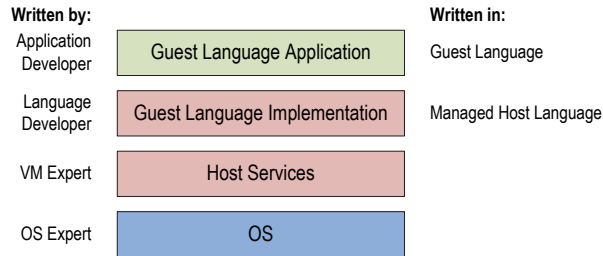 Written by:
Written in:
Application
Developer
Guest Language Application
Guest Language
Language
Developer
Guest Language Implementation
Managed Host Language
VM Expert
Host Services
OS Expert
OS